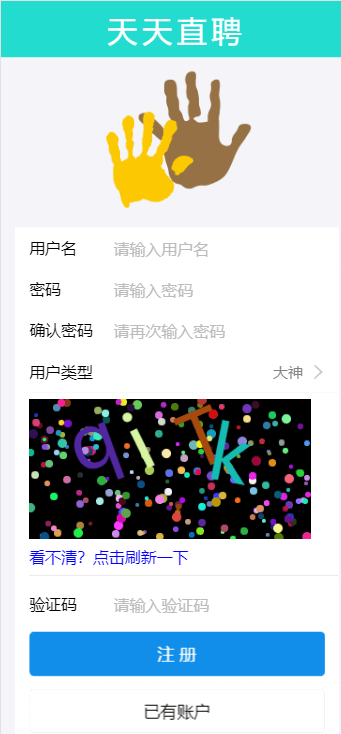 天天直聘
用户名 请输入用户名
密码 请输入密码
确认密码 请再次输入密码
用户类型 大神
qiTk
看不清？点击刷新一下
验证码 请输入验证码
注册
已有账户